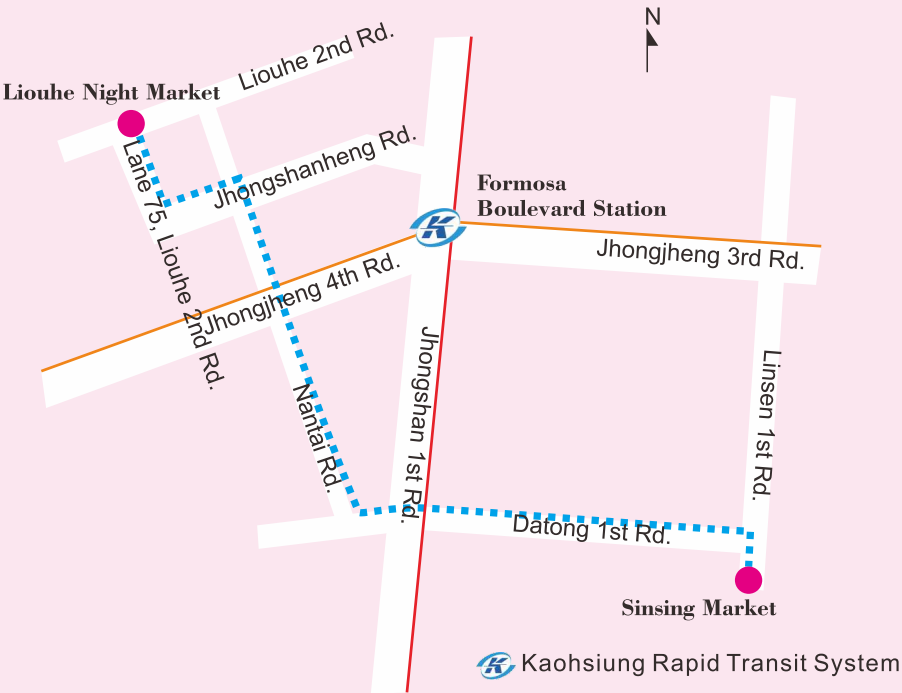 N
Liouhe 2nd Rd.
Liouhe Night Market
Jhongshanheng Rd.
Lane 75, Liouhe 2nd Rd.
Formosa
Boulevard Station
Jhongjheng 3rd Rd.
Jhongjheng 4th Rd.
Jhongshan 1st Rd.
Linsen 1st Rd.
Nantai Rd.
Datong 1st Rd.
Sinsing Market
K Kaohsiung Rapid Transit System